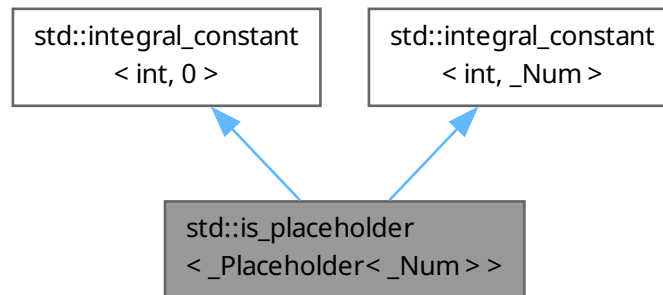 std::integral_constant
< int, 0 >
std::integral_constant
< int, _Num >
std::is_placeholder
< _Placeholder< _Num > >